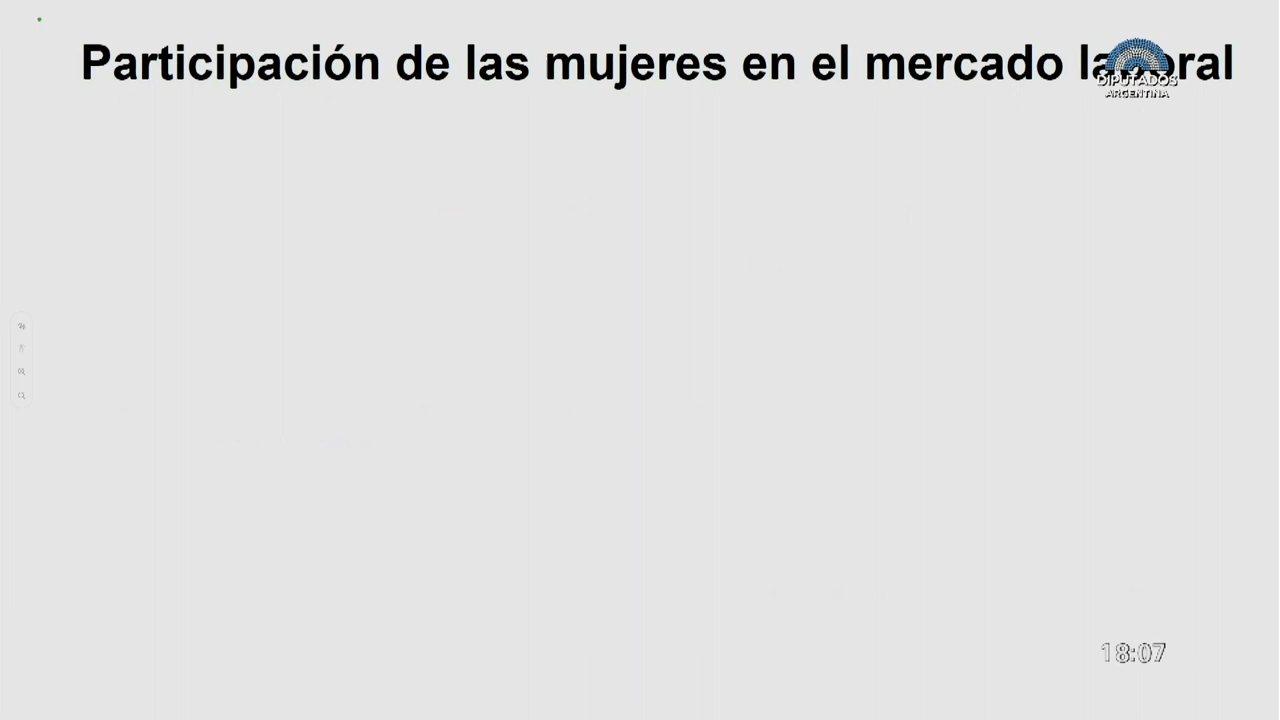 Participación de las mujeres en el mercado laboral
DIPUTADOS
ARGENTINA
18:07